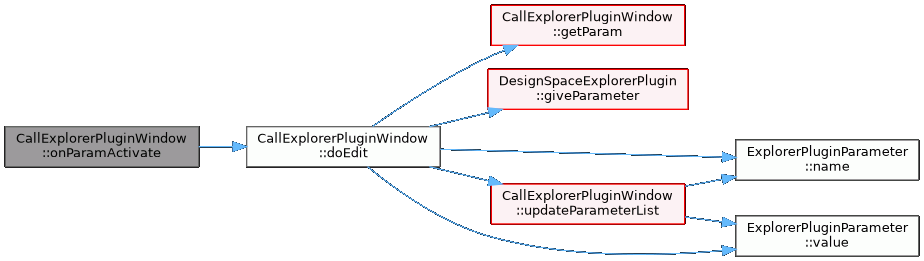 CallExplorerPluginWindow
::onParamActivate
CallExplorerPluginWindow
::doEdit
CallExplorerPluginWindow
::getParam
DesignSpaceExplorerPlugin
::giveParameter
CallExplorerPluginWindow
::updateParameterList
ExplorerPluginParameter
::name
ExplorerPluginParameter
::value